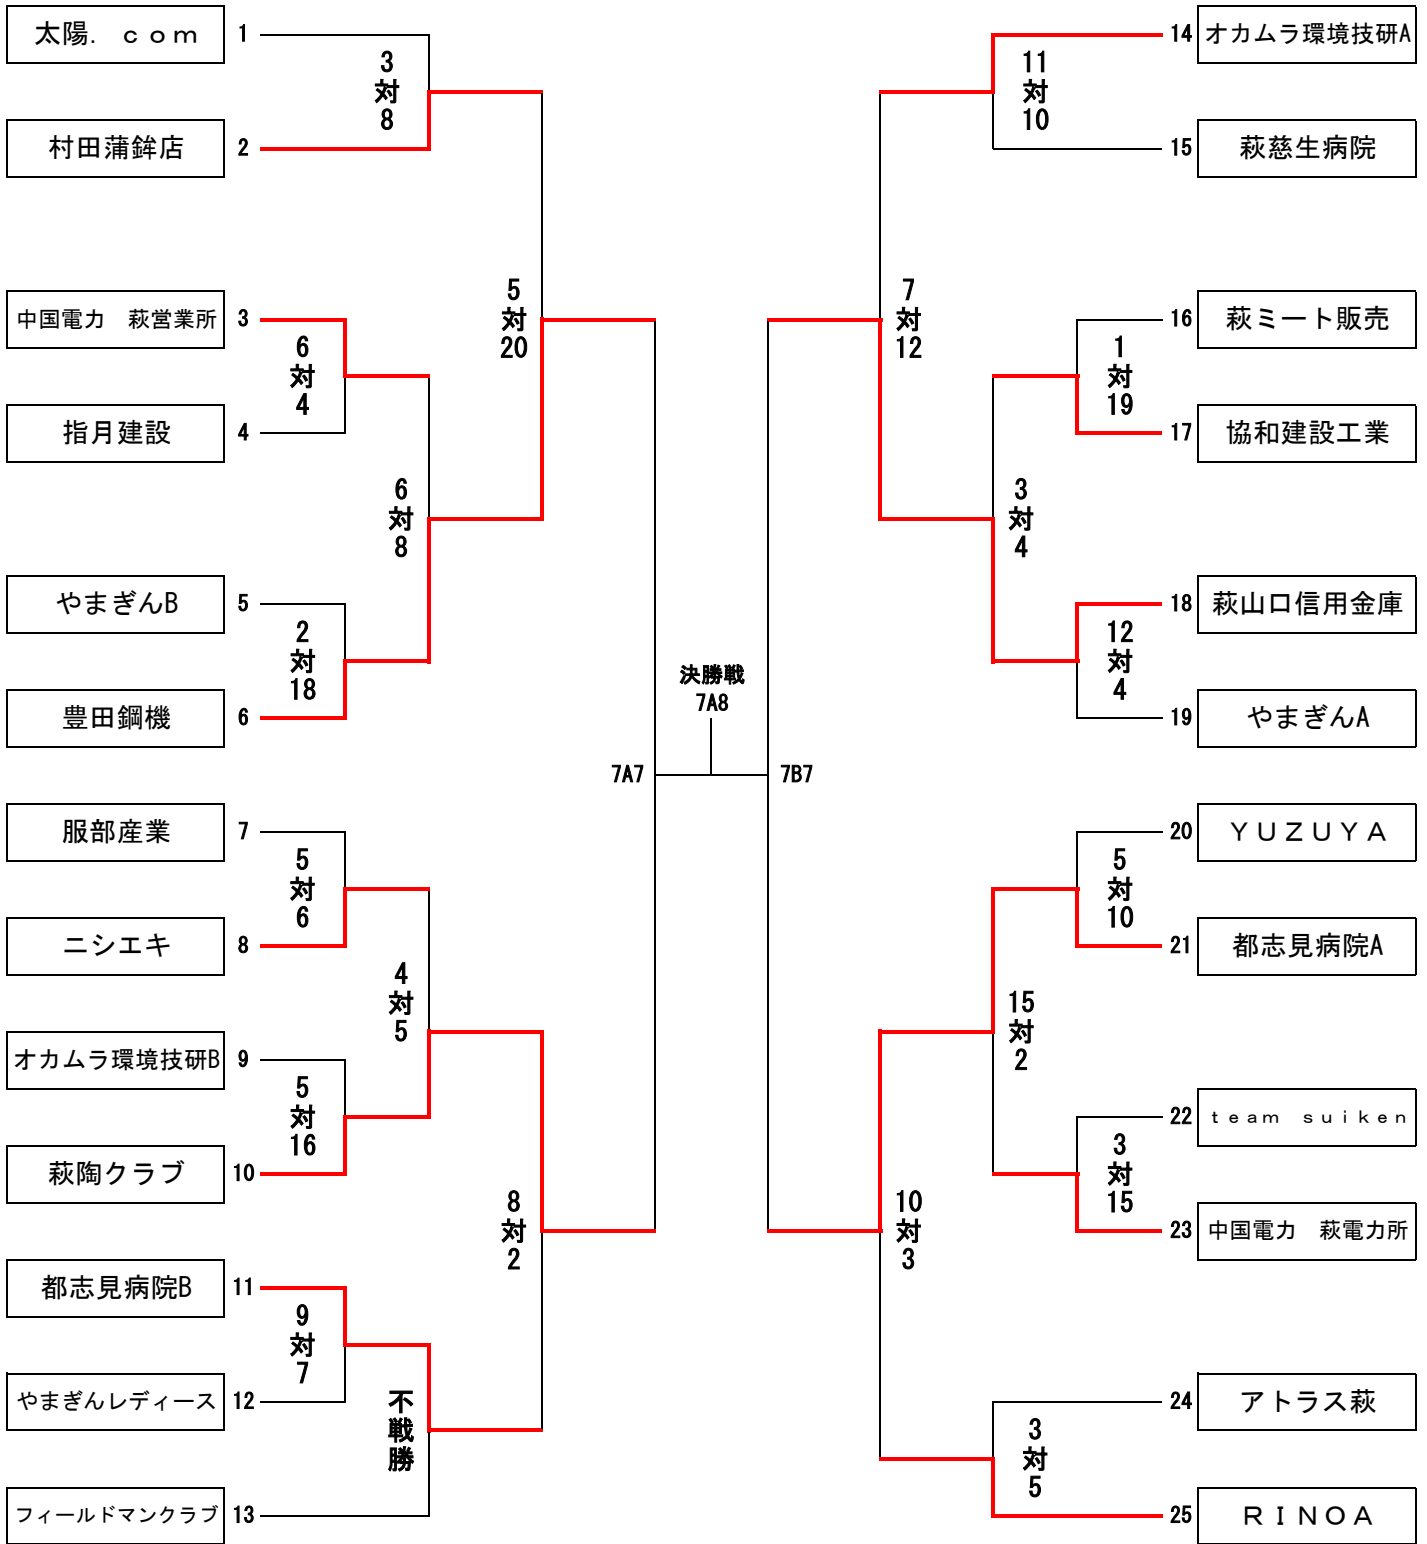 太陽．ｃｏｍ 1
3
対
8
村田蒲鉾店 2
5
対
20
中国電力　萩営業所 3
6
対
4
指月建設 4
6
対
8
やまぎんB 5
2
対
18
豊田鋼機 6
服部産業 7
5
対
6
ニシエキ 8
4
対
5
オカムラ環境技研B 9
5
対
16
萩陶クラブ 10
8
対
2
都志見病院B 11
9
対
7
やまぎんレディース 12
不
戦
勝
フィールドマンクラブ 13
7A7
決勝戦
7A8
7B7
14 オカムラ環境技研A
11
対
10
15 萩慈生病院
7
対
12
16 萩ミート販売
1
対
19
17 協和建設工業
3
対
4
18 萩山口信用金庫
12
対
4
19 やまぎんA
20 ＹＵＺＵＹＡ
5
対
10
21 都志見病院A
15
対
2
22 ｔｅａｍ　ｓｕｉｋｅｎ
3
対
15
23 中国電力　萩電力所
10
対
3
24 アトラス萩
3
対
5
25 ＲＩＮＯＡ